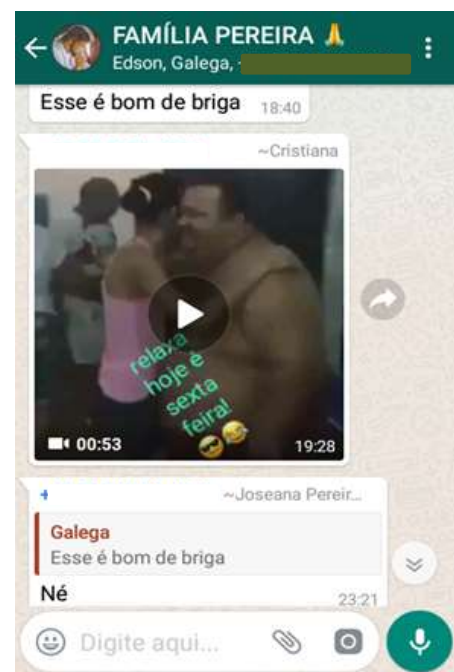 FAMÍLIA PEREIRA 🙏
Edson, Galega,
Esse é bom de briga 18:40
~Cristiana
relaxa
hoje é
sexta
feira!
😎😂
00:53 19:28
~Joseana Pereir...
Galega
Esse é bom de briga
Né
23:21
Digite aqui...